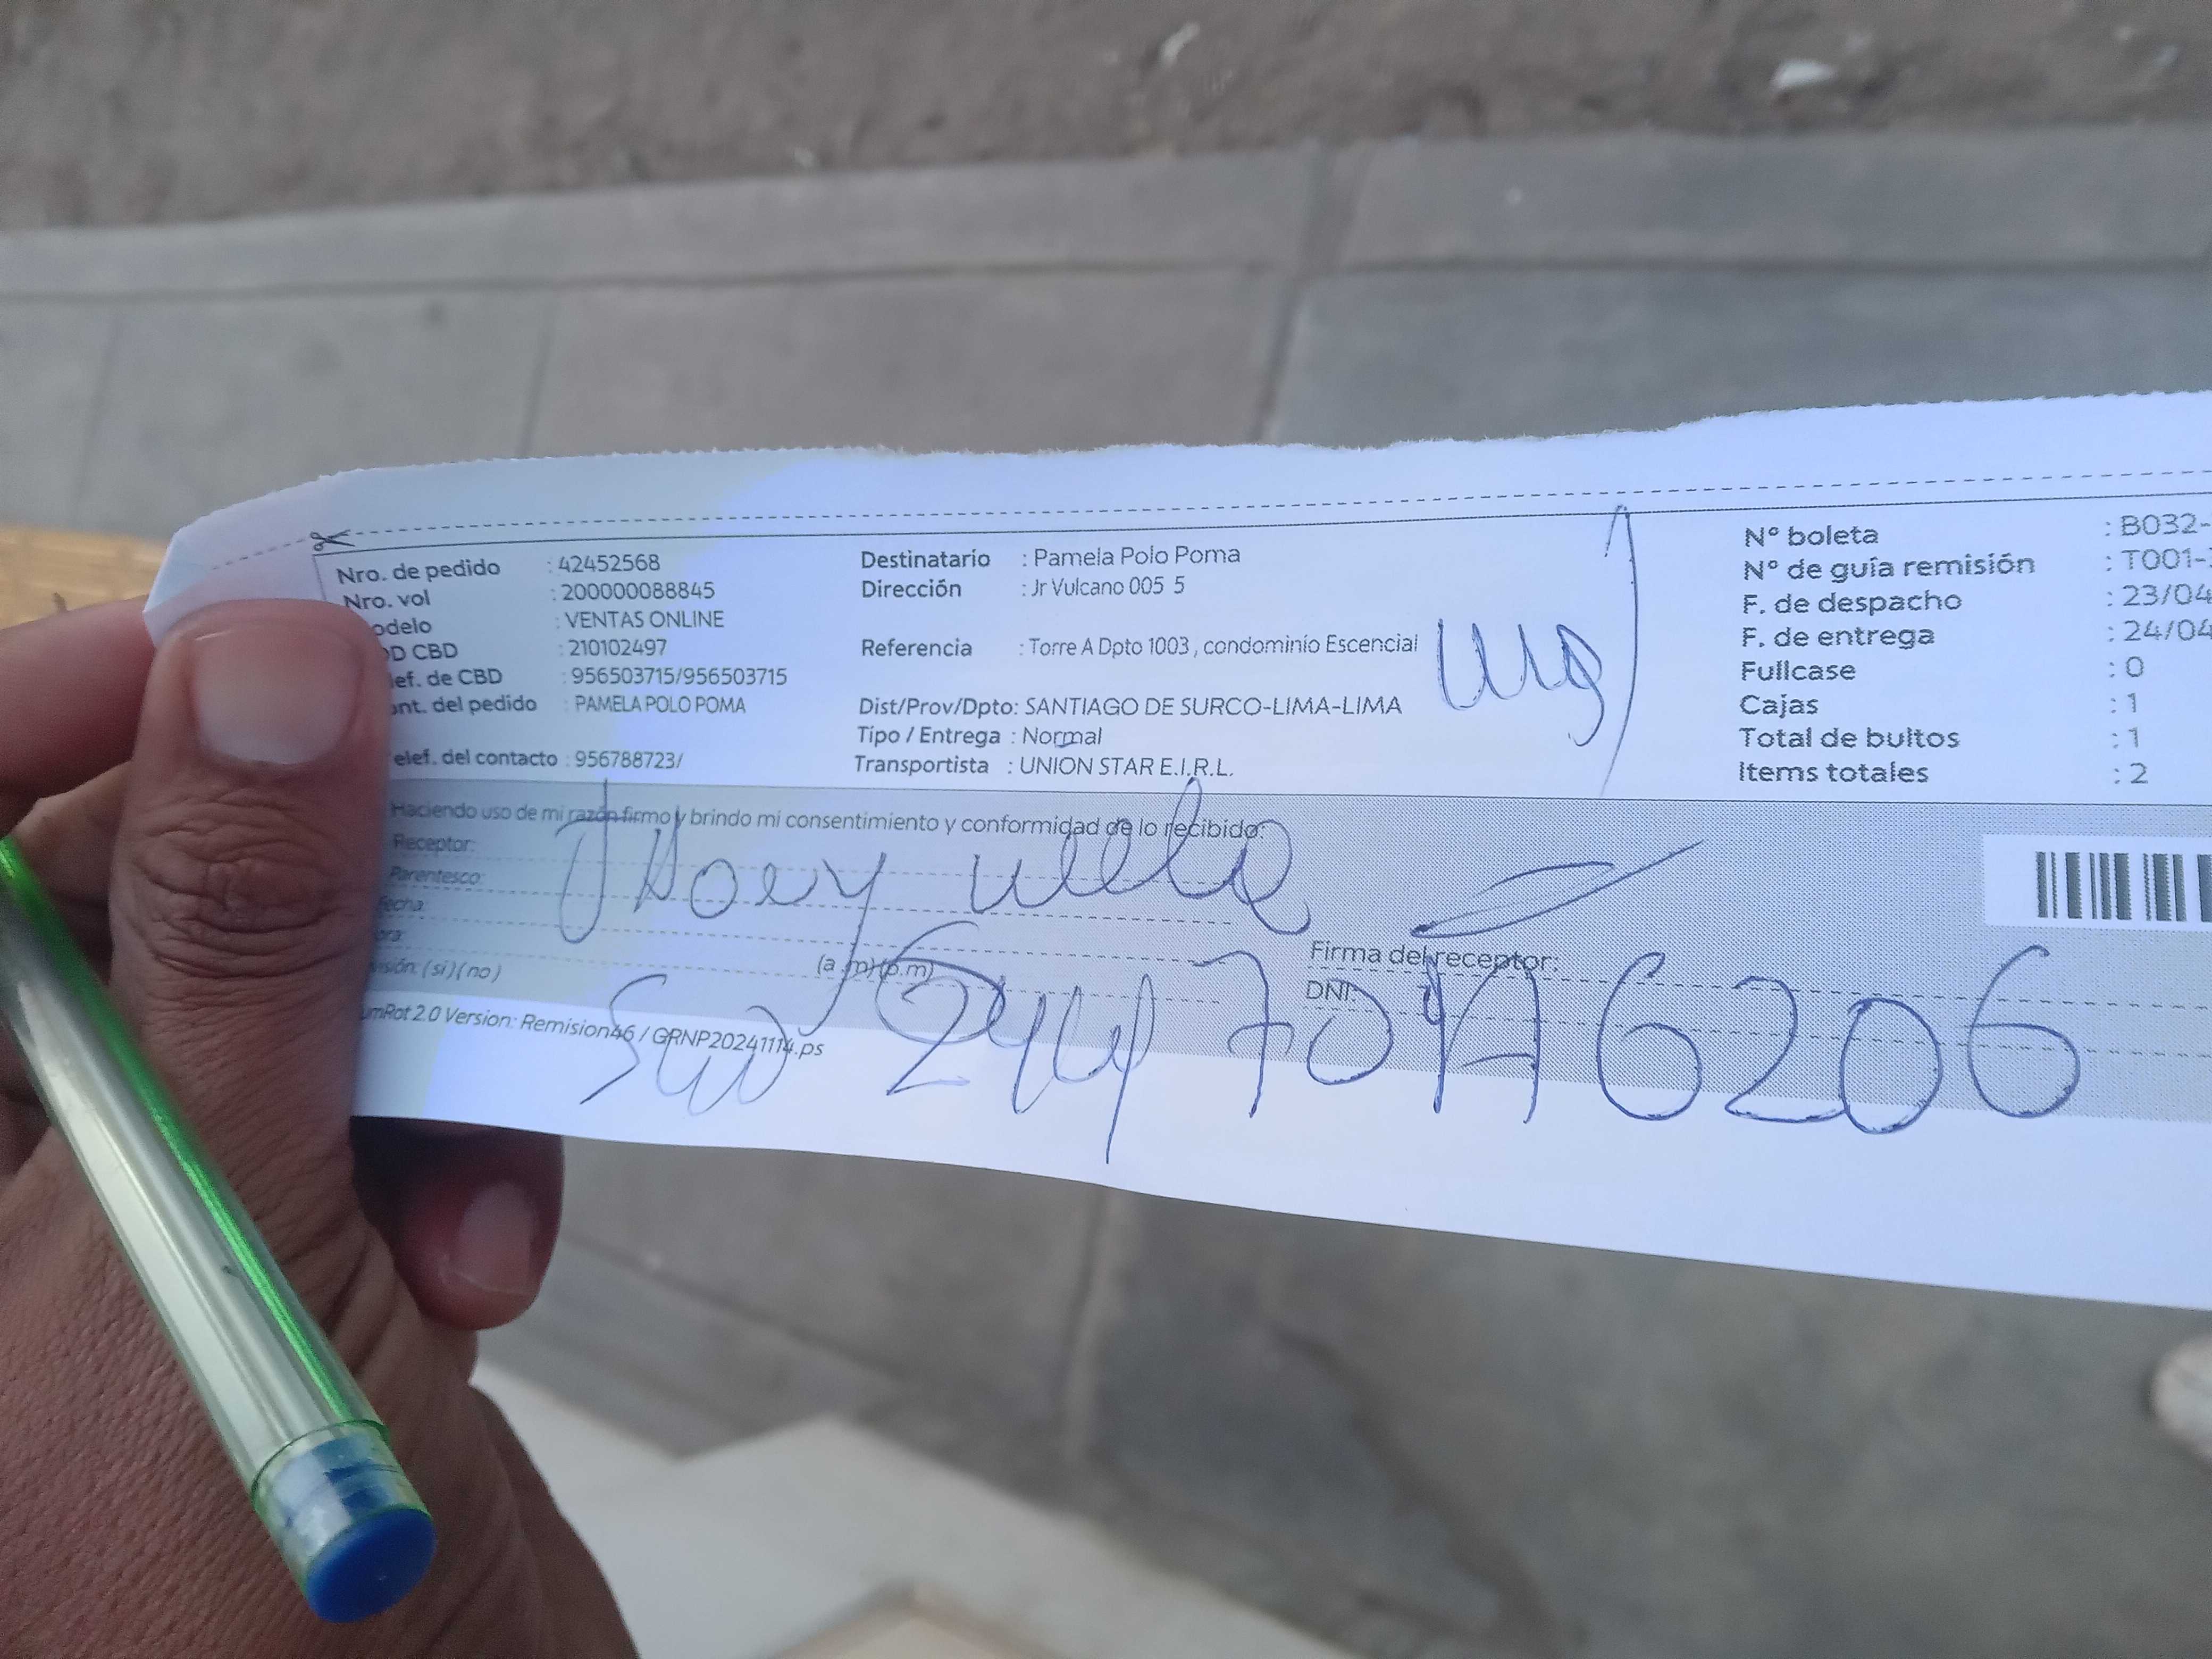 Nro. de pedido : 42452568
Nro. vol : 200000088845
odelo : VENTAS ONLINE
D CBD : 210102497
ef. de CBD : 956503715/956503715
nt. del pedido : PAMELA POLO POMA
elef. del contacto : 956788723/
Destinatario : Pamela Polo Poma
Dirección : Jr Vulcano 005 5
Referencia : Torre A Dpto 1003 , condominio Escencial
Dist/Prov/Dpto: SANTIAGO DE SURCO-LIMA-LIMA
Tipo / Entrega : Normal
Transportista : UNION STAR E.I.R.L.
N° boleta : B032-
N° de guía remisión : T001-
F. de despacho : 23/04
F. de entrega : 24/04
Fullcase : 0
Cajas : 1
Total de bultos : 1
Items totales : 2
Haciendo uso de mi razón firmo y brindo mi consentimiento y conformidad de lo recibido:
Receptor:
Parentesco:
echa:
ora:
(a.m)(p.m)
isión: (si)(no)
Firma del receptor:
DNI: 70476206
umRot 2.0 Version: Remision46 / GRNP20241114.ps